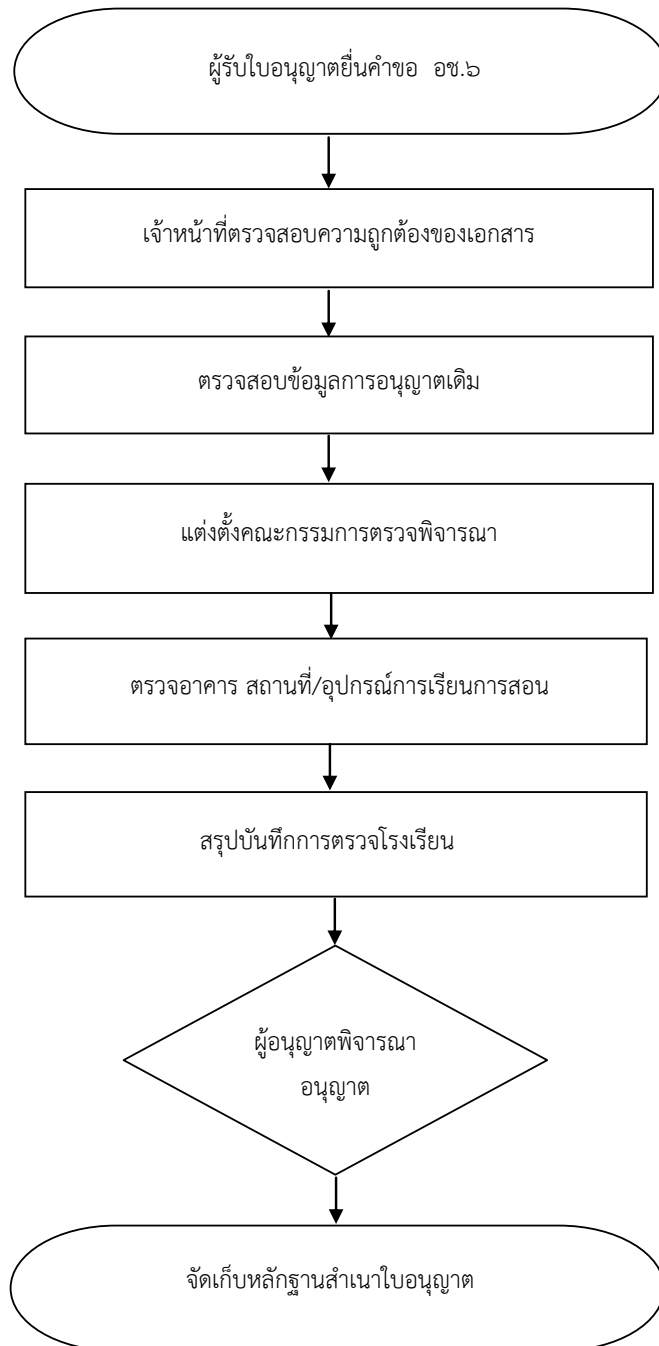 ผู้รับใบอนุญาตยื่นคำขอ อช.๖
เจ้าหน้าที่ตรวจสอบความถูกต้องของเอกสาร
ตรวจสอบข้อมูลการอนุญาตเดิม
แต่งตั้งคณะกรรมการตรวจพิจารณา
ตรวจอาคาร สถานที่/อุปกรณ์การเรียนการสอน
สรุปบันทึกการตรวจโรงเรียน
ผู้อนุญาตพิจารณา
อนุญาต
จัดเก็บหลักฐานสำเนาใบอนุญาต